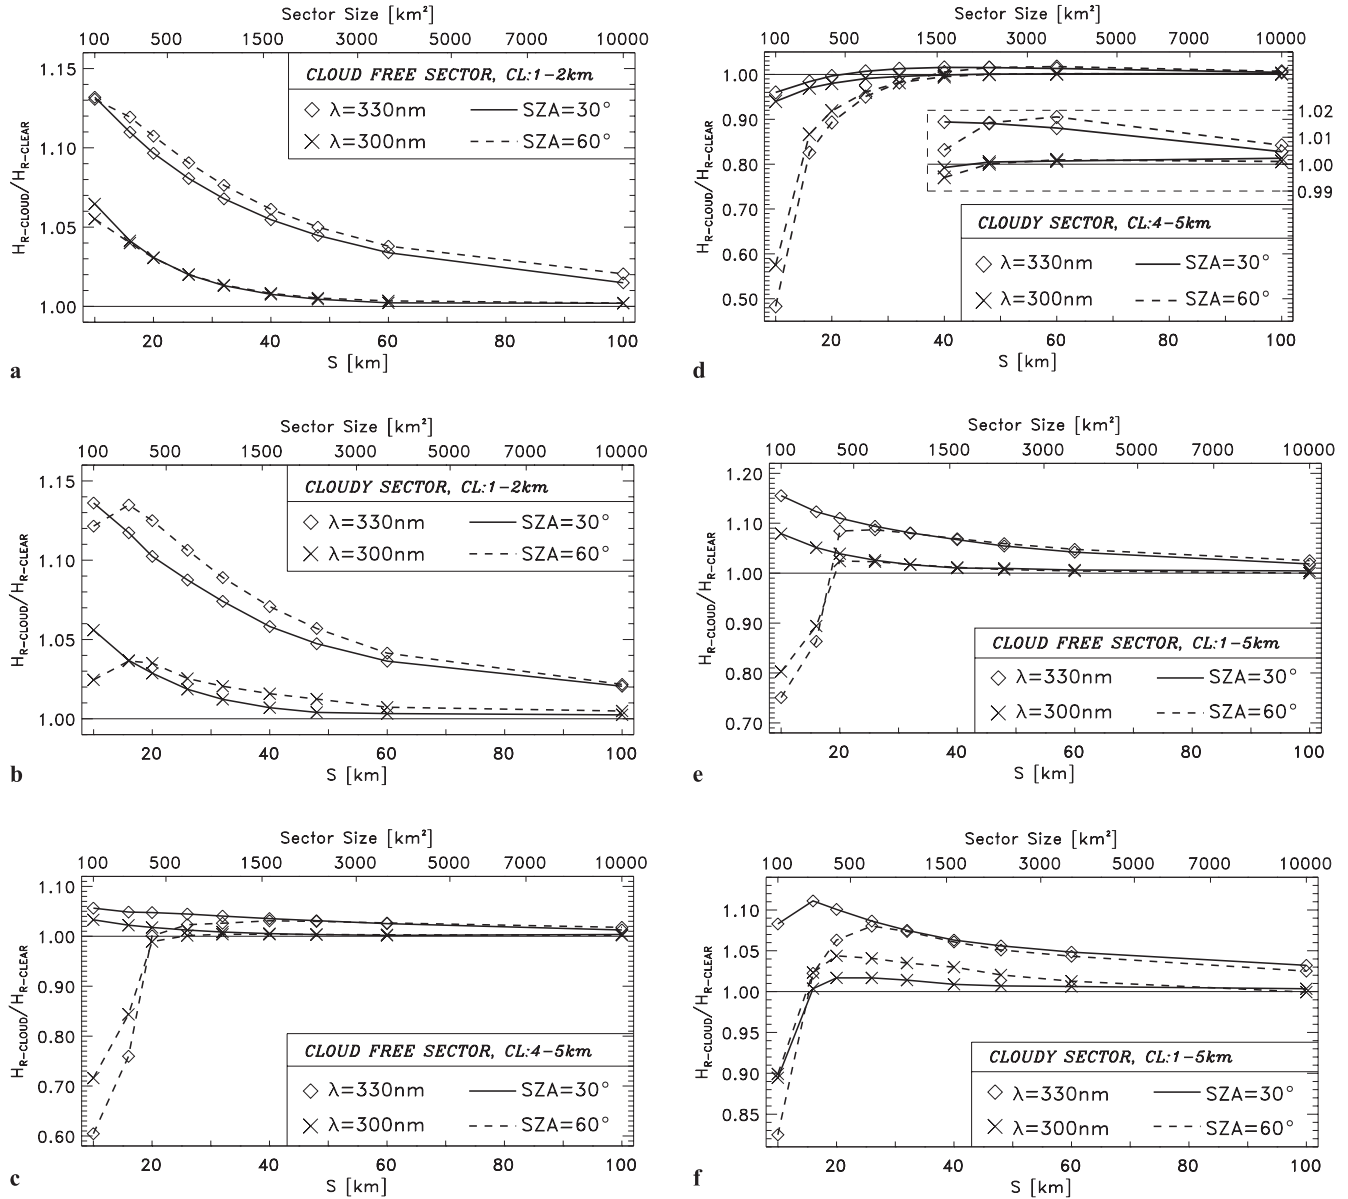 Sector Size [km²]
100 500 1500 3000 5000 7000 10000
CLOUD FREE SECTOR, CL:1-2km
λ=330nm SZA=30°
λ=300nm SZA=60°
1.15
1.10
1.05
1.00
H R-CLOUD/H R-CLEAR
20 40 60 80 100
S [km]
a
Sector Size [km²]
100 500 1500 3000 5000 7000 10000
1.00
0.90
0.80
0.70
0.60
0.50
1.02
1.01
1.00
0.99
CLOUDY SECTOR, CL:4-5km
λ=330nm SZA=30°
λ=300nm SZA=60°
H R-CLOUD/H R-CLEAR
20 40 60 80 100
S [km]
d
Sector Size [km²]
100 500 1500 3000 5000 7000 10000
CLOUDY SECTOR, CL:1-2km
λ=330nm SZA=30°
λ=300nm SZA=60°
1.15
1.10
1.05
1.00
H R-CLOUD/H R-CLEAR
20 40 60 80 100
S [km]
b
Sector Size [km²]
100 500 1500 3000 5000 7000 10000
1.20
1.10
1.00
0.90
0.80
0.70
CLOUD FREE SECTOR, CL:1-5km
λ=330nm SZA=30°
λ=300nm SZA=60°
H R-CLOUD/H R-CLEAR
20 40 60 80 100
S [km]
e
Sector Size [km²]
100 500 1500 3000 5000 7000 10000
1.10
1.00
0.90
0.80
0.70
0.60
CLOUD FREE SECTOR, CL:4-5km
λ=330nm SZA=30°
λ=300nm SZA=60°
H R-CLOUD/H R-CLEAR
20 40 60 80 100
S [km]
c
Sector Size [km²]
100 500 1500 3000 5000 7000 10000
1.10
1.05
1.00
0.95
0.90
0.85
CLOUDY SECTOR, CL:1-5km
λ=330nm SZA=30°
λ=300nm SZA=60°
H R-CLOUD/H R-CLEAR
20 40 60 80 100
S [km]
f